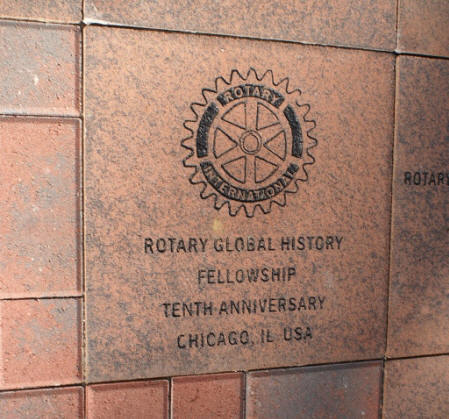 ROTARY
INTERNATIONAL
ROTARY GLOBAL HISTORY
FELLOWSHIP
TENTH ANNIVERSARY
CHICAGO, IL USA
ROTARY